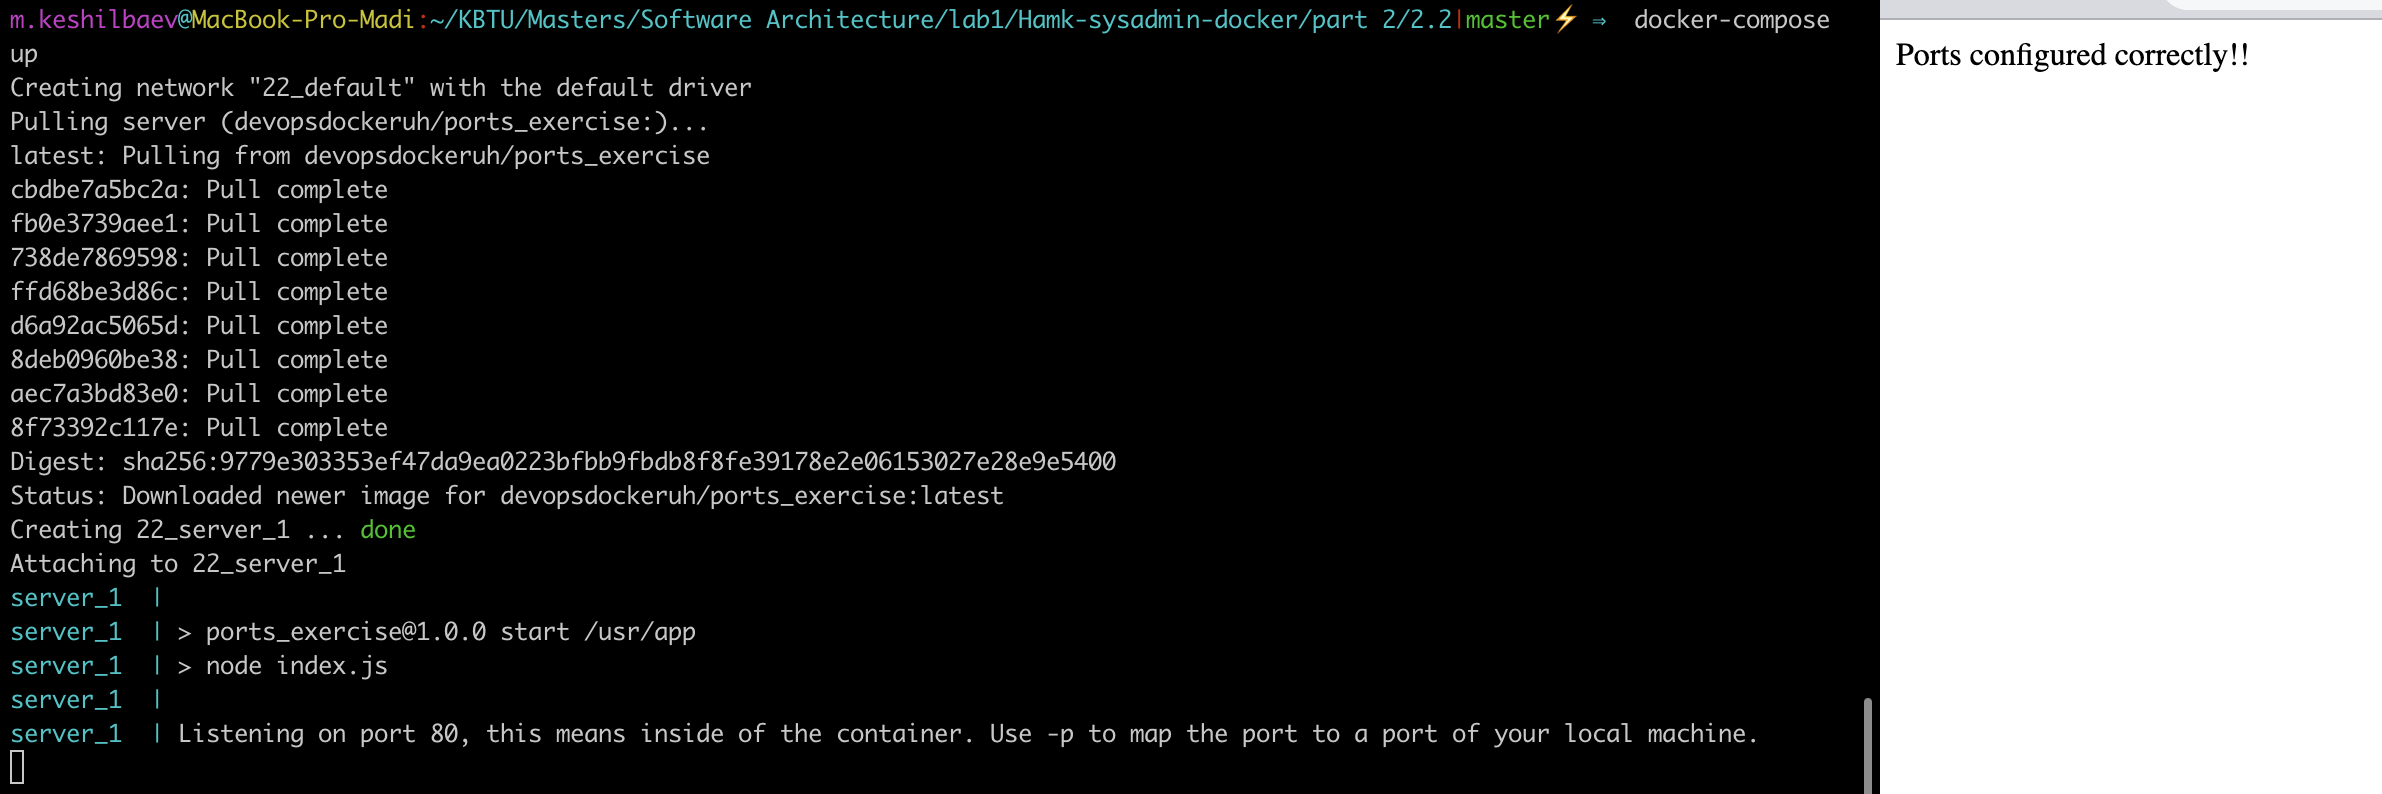 m.keshilbaev@MacBook-Pro-Madi:~/KBTU/Masters/Software Architecture/lab1/Hamk-sysadmin-docker/part 2/2.2|master⚡ ⇒  docker-compose
up
Creating network "22_default" with the default driver
Pulling server (devopsdockeruh/ports_exercise:)...
latest: Pulling from devopsdockeruh/ports_exercise
cbdbe7a5bc2a: Pull complete
fb0e3739aee1: Pull complete
738de7869598: Pull complete
ffd68be3d86c: Pull complete
d6a92ac5065d: Pull complete
8deb0960be38: Pull complete
aec7a3bd83e0: Pull complete
8f73392c117e: Pull complete
Digest: sha256:9779e303353ef47da9ea0223bfbb9fbdb8f8fe39178e2e06153027e28e9e5400
Status: Downloaded newer image for devopsdockeruh/ports_exercise:latest
Creating 22_server_1 ... done
Attaching to 22_server_1
server_1  |
server_1  | > ports_exercise@1.0.0 start /usr/app
server_1  | > node index.js
server_1  |
server_1  | Listening on port 80, this means inside of the container. Use -p to map the port to a port of your local machine.
Ports configured correctly!!